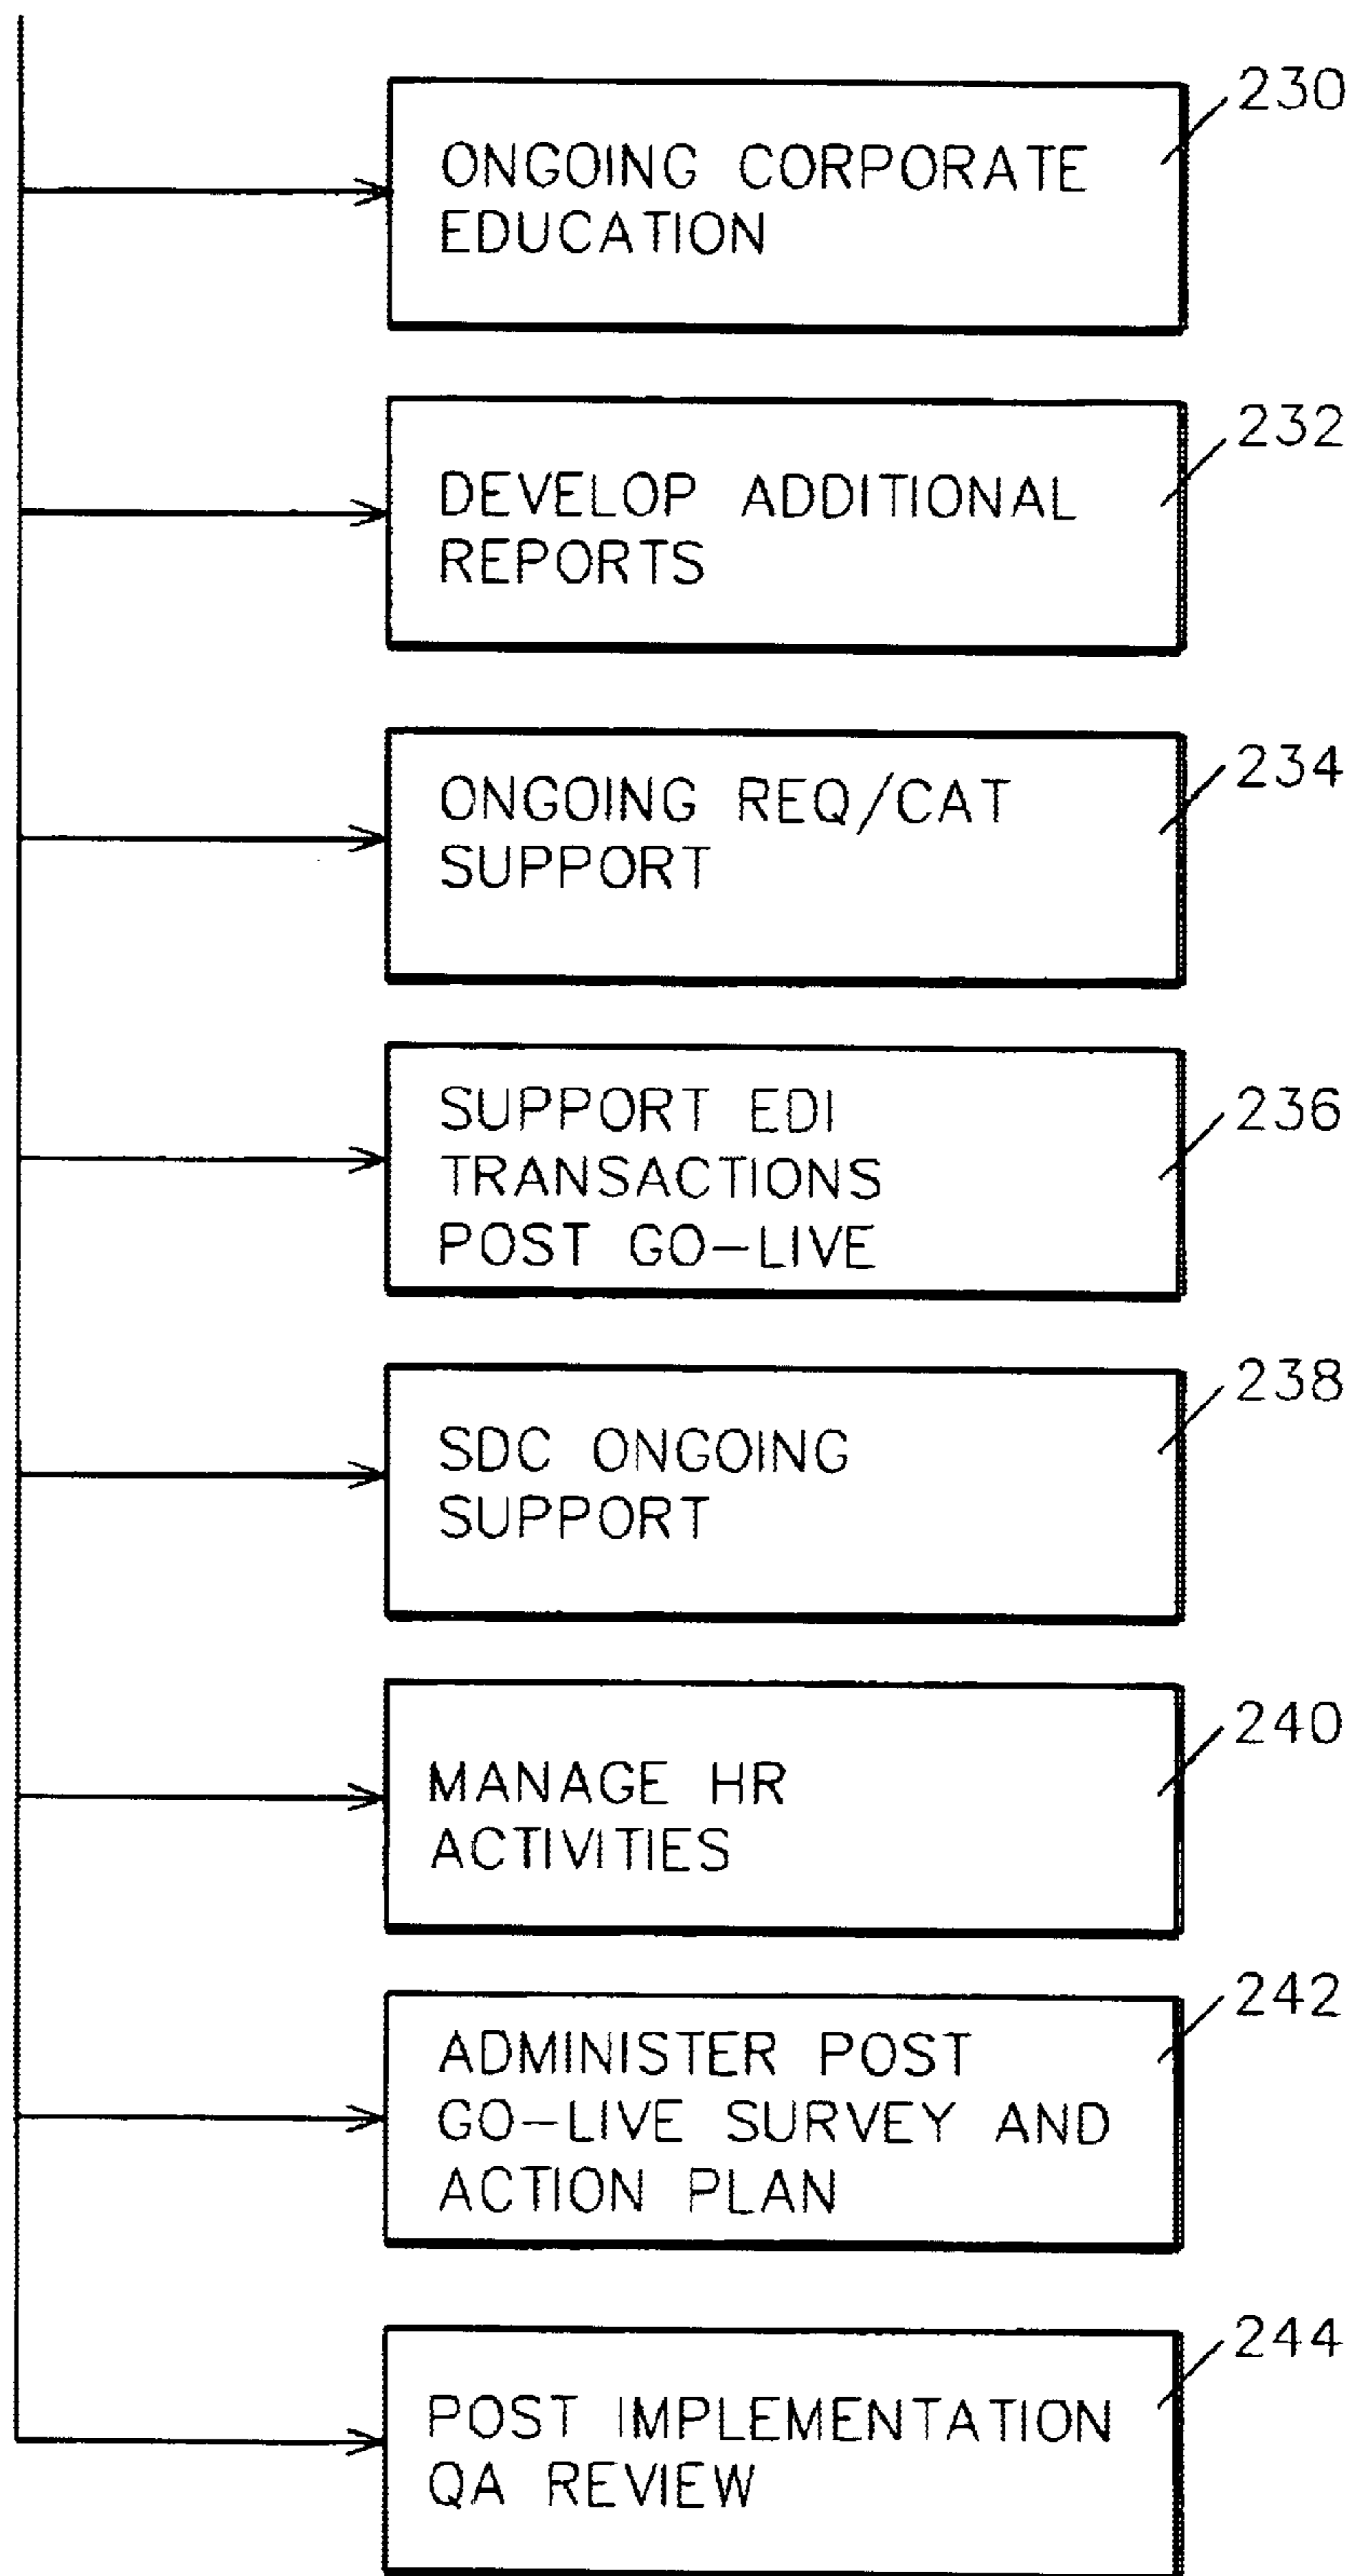 230
ONGOING CORPORATE
EDUCATION
232
DEVELOP ADDITIONAL
REPORTS
234
ONGOING REQ/CAT
SUPPORT
236
SUPPORT EDI
TRANSACTIONS
POST GO-LIVE
238
SDC ONGOING
SUPPORT
240
MANAGE HR
ACTIVITIES
242
ADMINISTER POST
GO-LIVE SURVEY AND
ACTION PLAN
244
POST IMPLEMENTATION
QA REVIEW